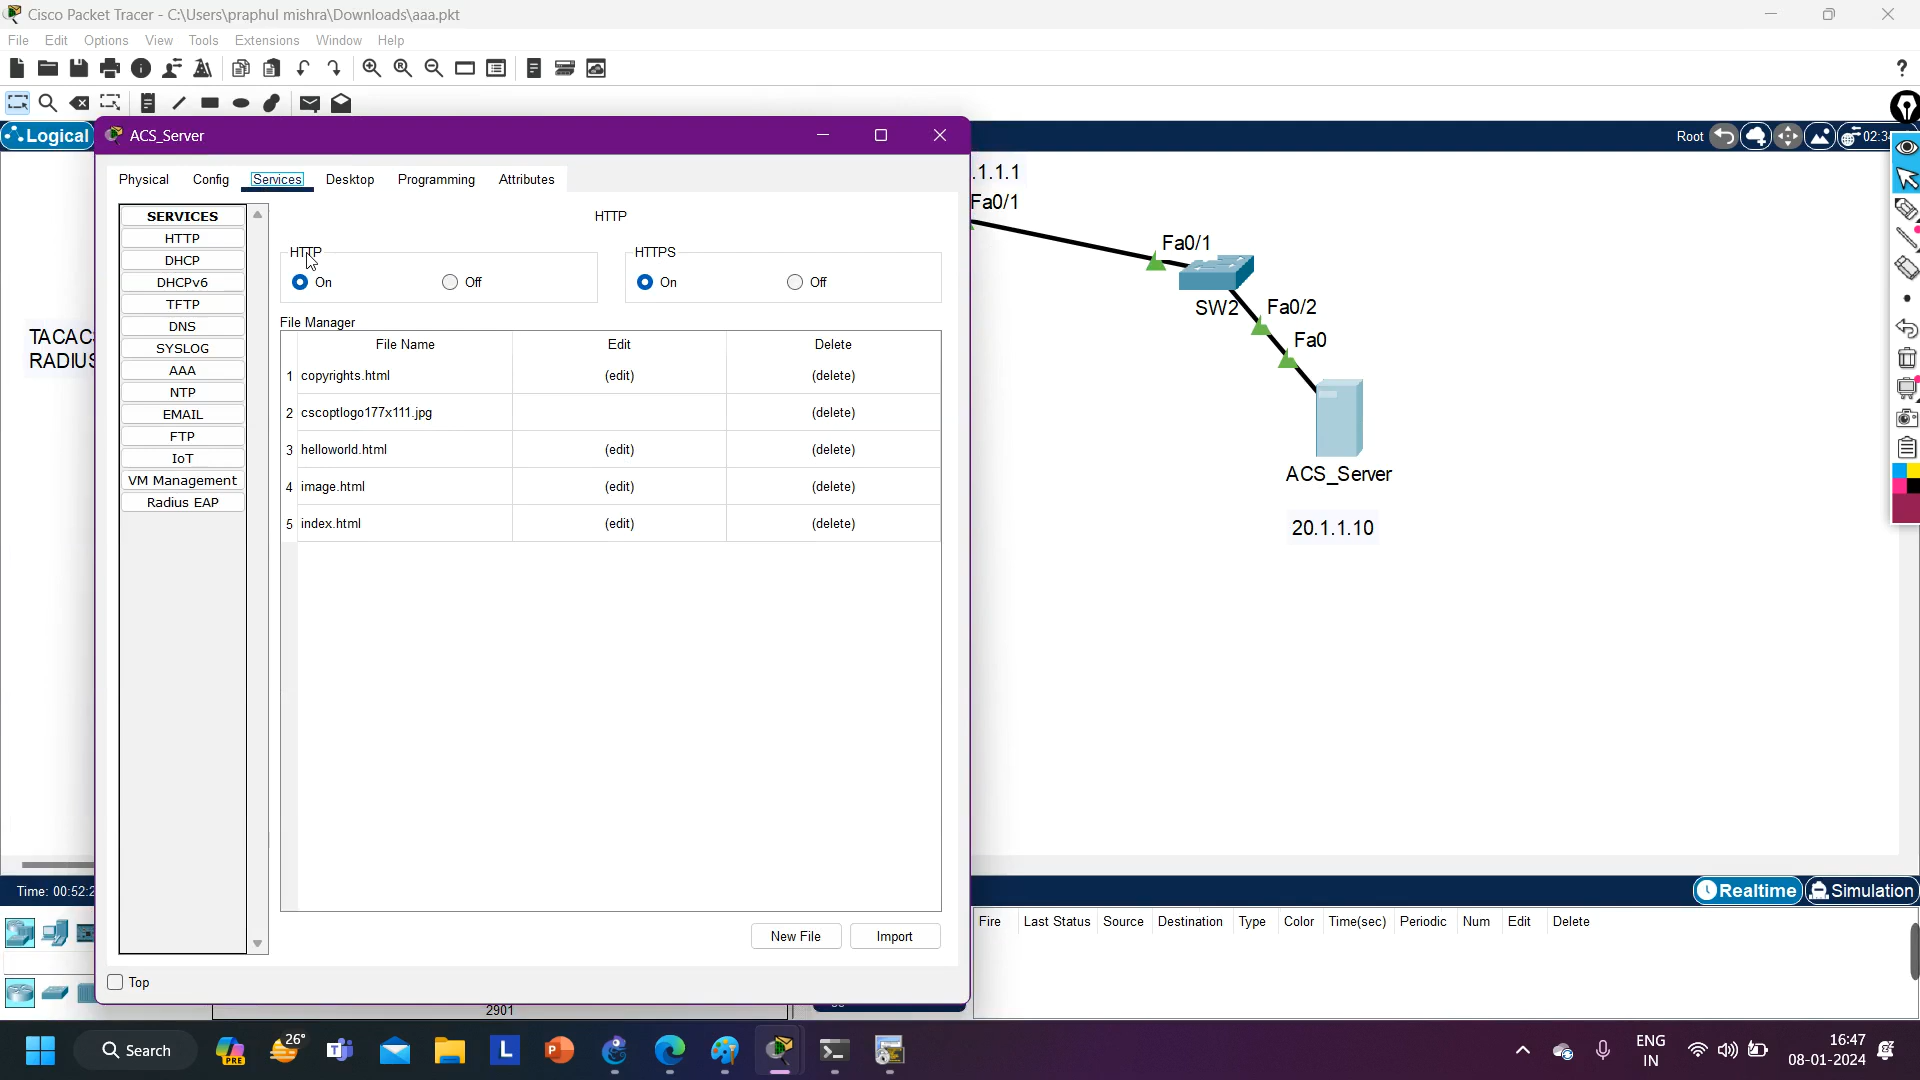 Cisco Packet Tracer - C:\Users\praphul mishra\Downloads\aaa.pkt
File Edit Options View Tools Extensions Window Help
?
Logical
ACS_Server
Root
Physical Config Services Desktop Programming Attributes
SERVICES
HTTP
DHCP
DHCPv6
TFTP
DNS
SYSLOG
AAA
NTP
EMAIL
FTP
IoT
VM Management
Radius EAP
HTTP
HTTP
On Off
HTTPS
On Off
File Manager
File Name Edit Delete
1 copyrights.html (edit) (delete)
2 cscoptlogo177x111.jpg (delete)
3 helloworld.html (edit) (delete)
4 image.html (edit) (delete)
5 index.html (edit) (delete)
New File Import
Top
.1.1.1
Fa0/1
Fa0/1
SW2
Fa0/2
Fa0
ACS_Server
20.1.1.10
RADIUS
Time: 00:52:2
Realtime Simulation
Fire Last Status Source Destination Type Color Time(sec) Periodic Num Edit Delete
2901
26°
Search
PRE
L
ENG
IN
16:47
08-01-2024